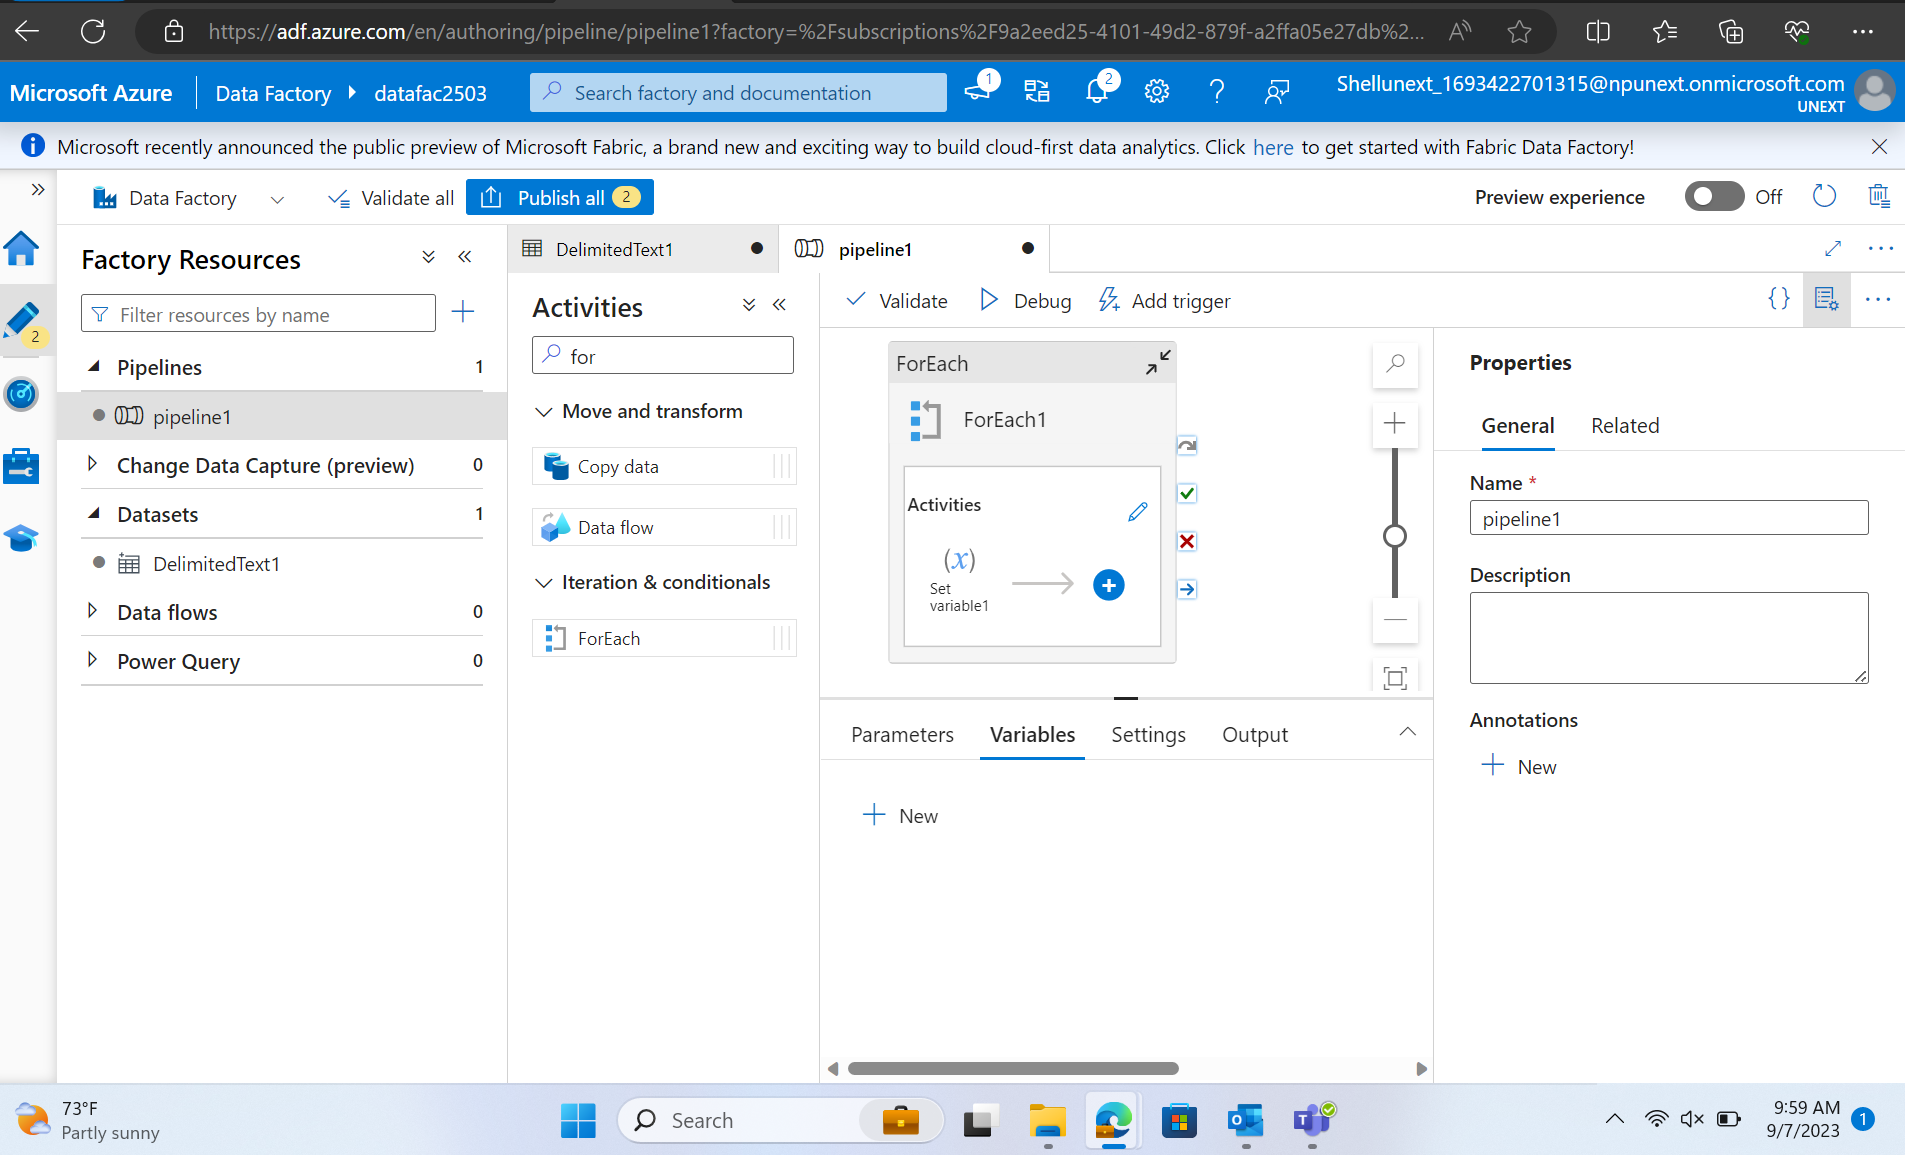 https://adf.azure.com/en/authoring/pipeline/pipeline1?factory=%2Fsubscriptions%2F9a2eed25-4101-49d2-879f-a2ffa05e27db%2...
Microsoft Azure
Data Factory
datafac2503
Search factory and documentation
1
2
Shellunext_1693422701315@npunext.onmicrosoft.com
UNEXT
Microsoft recently announced the public preview of Microsoft Fabric, a brand new and exciting way to build cloud-first data analytics. Click here to get started with Fabric Data Factory!
Data Factory
Validate all
Publish all 2
Preview experience
Off
2
Factory Resources
Filter resources by name
Pipelines 1
pipeline1
Change Data Capture (preview) 0
Datasets 1
DelimitedText1
Data flows 0
Power Query 0
DelimitedText1
pipeline1
Activities
for
Move and transform
Copy data
Data flow
Iteration & conditionals
ForEach
Validate
Debug
Add trigger
{}
ForEach
ForEach1
Activities
(x)
Set
variable1
Parameters
Variables
Settings
Output
New
Properties
General
Related
Name *
pipeline1
Description
Annotations
New
73°F
Partly sunny
Search
9:59 AM
9/7/2023
1